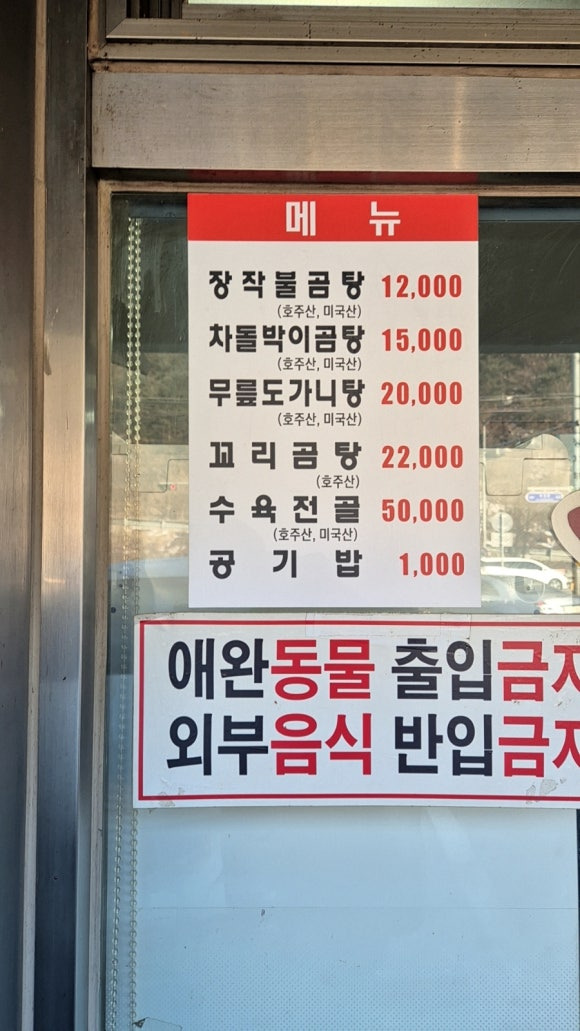 메 뉴
장작불곰탕 12,000
(호주산, 미국산)
차돌박이곰탕 15,000
(호주산, 미국산)
무릎도가니탕 20,000
(호주산, 미국산)
꼬리곰탕 22,000
(호주산)
수육전골 50,000
(호주산, 미국산)
공기밥 1,000
애완동물 출입금
외부음식 반입금